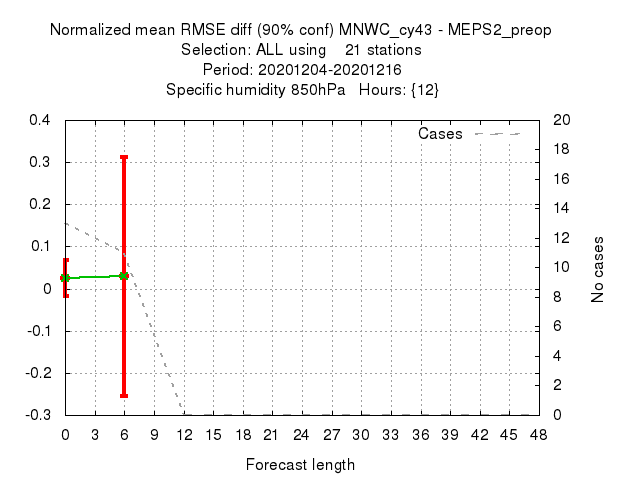 Normalized mean RMSE diff (90% conf) MNWC_cy43 - MEPS2_preop
Selection: ALL using 21 stations
Period: 20201204-20201216
Specific humidity 850hPa Hours: {12}
Cases
0.4
0.3
0.2
0.1
0
-0.1
-0.2
-0.3
20
18
16
14
12
10
8
6
4
2
0
No cases
0 3 6 9 12 15 18 21 24 27 30 33 36 39 42 45 48
Forecast length